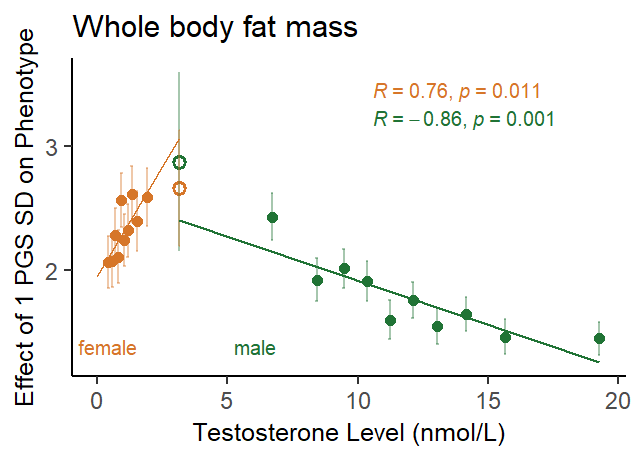 Whole body fat mass
Effect of 1 PGS SD on Phenotype
R = 0.76, p = 0.011
R = −0.86, p = 0.001
3
2
female
male
0 5 10 15 20
Testosterone Level (nmol/L)